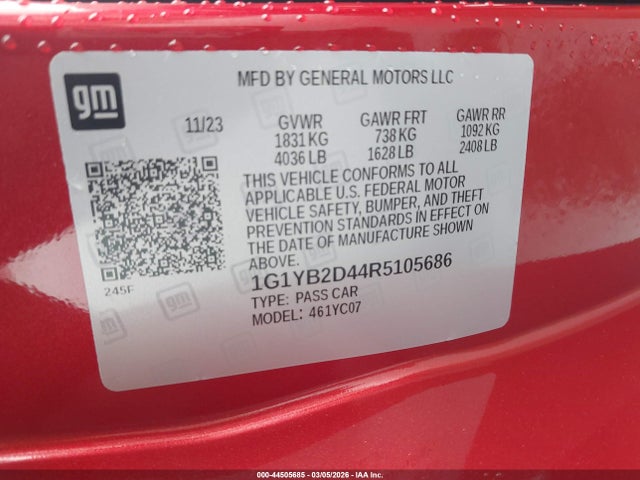 gm
MFD BY GENERAL MOTORS LLC
11/23
GVWR
1831 KG
4036 LB
GAWR FRT
738 KG
1628 LB
GAWR RR
1092 KG
2408 LB
THIS VEHICLE CONFORMS TO ALL
APPLICABLE U.S. FEDERAL MOTOR
VEHICLE SAFETY, BUMPER, AND THEFT
PREVENTION STANDARDS IN EFFECT ON
THE DATE OF MANUFACTURE SHOWN
ABOVE.
245F
1G1YB2D44R5105686
TYPE: PASS CAR
MODEL: 461YC07
000-44505685 | 03/05/2026 | IAA Inc.